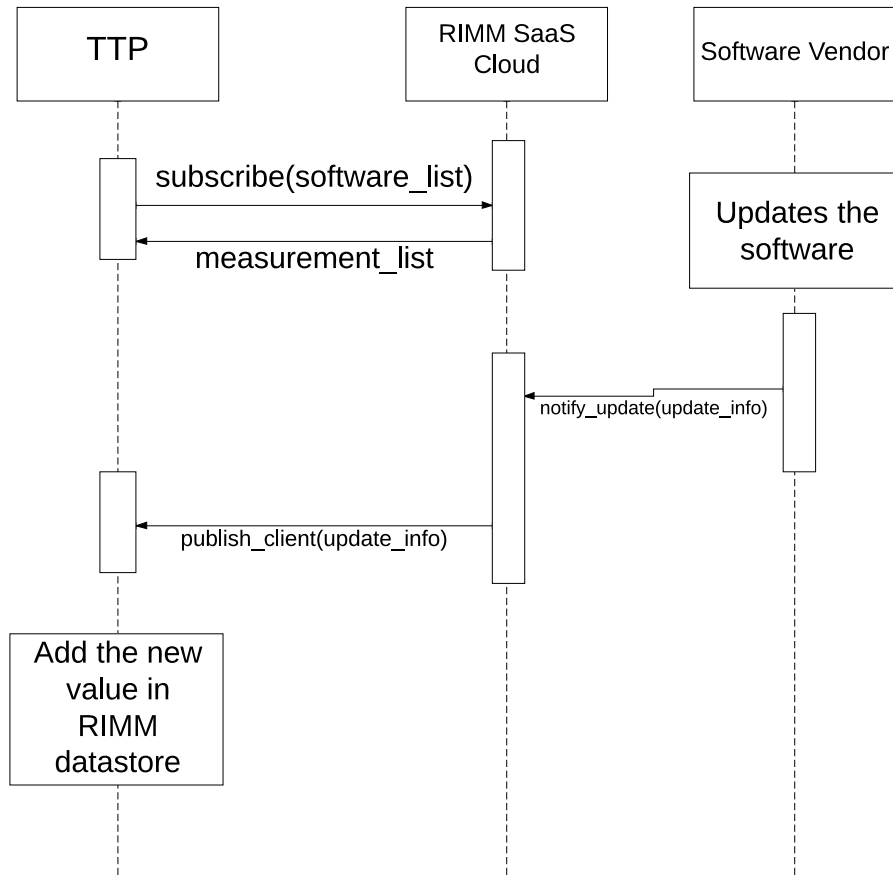 TTP
RIMM SaaS
Cloud
Software Vendor
subscribe(software_list)
measurement_list
Updates the
software
notify_update(update_info)
publish_client(update_info)
Add the new
value in
RIMM
datastore